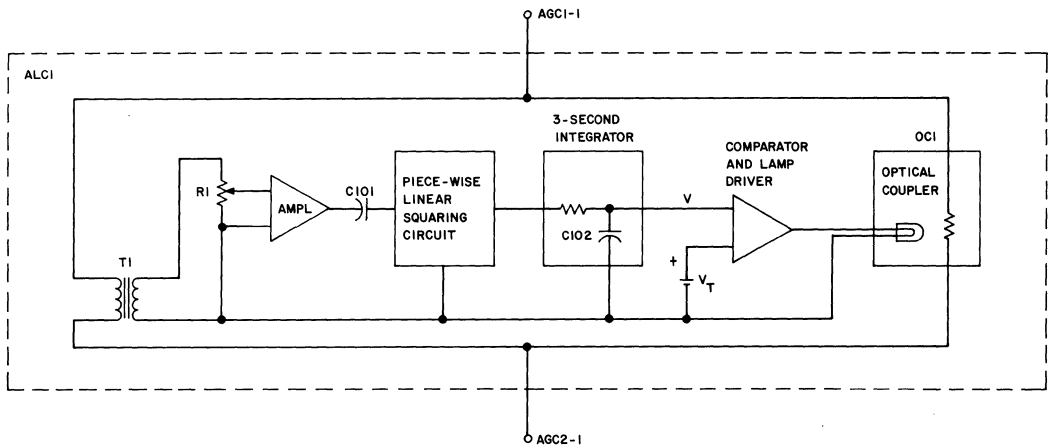 AGC1-1
ALC1
3-SECOND
INTEGRATOR
COMPARATOR
AND LAMP
DRIVER
OC1
OPTICAL
COUPLER
R1
AMPL
C101
PIECE-WISE
LINEAR
SQUARING
CIRCUIT
C102
V
+
V_T
T1
AGC2-1